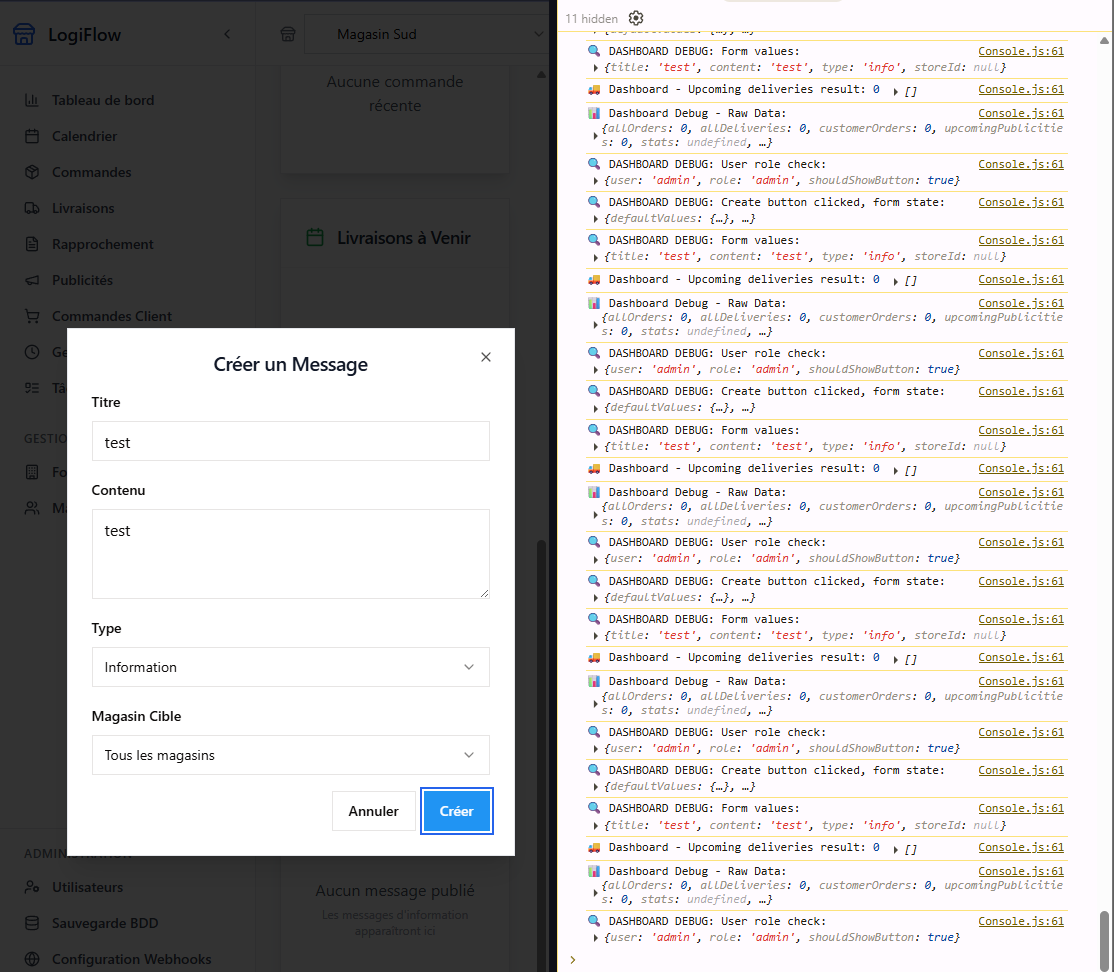 LogiFlow
Magasin Sud
Tableau de bord
Calendrier
Commandes
Livraisons
Rapprochement
Publicités
Commandes Client
Ge
Tâ
GESTIO
Fo
Ma
ADMINISTRATION
Utilisateurs
Sauvegarde BDD
Configuration Webhooks
Aucune commande
récente
Livraisons à Venir
Créer un Message
Titre
test
Contenu
test
Type
Information
Magasin Cible
Tous les magasins
Annuler
Créer
Aucun message publié
Les messages d'information
apparaîtront ici
11 hidden
DASHBOARD DEBUG: Form values: Console.js:61
{title: 'test', content: 'test', type: 'info', storeId: null}
Dashboard - Upcoming deliveries result: 0 [] Console.js:61
Dashboard Debug - Raw Data: Console.js:61
{allOrders: 0, allDeliveries: 0, customerOrders: 0, upcomingPublicitie
s: 0, stats: undefined, …}
DASHBOARD DEBUG: User role check: Console.js:61
{user: 'admin', role: 'admin', shouldShowButton: true}
DASHBOARD DEBUG: Create button clicked, form state: Console.js:61
{defaultValues: {…}, …}
DASHBOARD DEBUG: Form values: Console.js:61
{title: 'test', content: 'test', type: 'info', storeId: null}
Dashboard - Upcoming deliveries result: 0 [] Console.js:61
Dashboard Debug - Raw Data: Console.js:61
{allOrders: 0, allDeliveries: 0, customerOrders: 0, upcomingPublicitie
s: 0, stats: undefined, …}
DASHBOARD DEBUG: User role check: Console.js:61
{user: 'admin', role: 'admin', shouldShowButton: true}
DASHBOARD DEBUG: Create button clicked, form state: Console.js:61
{defaultValues: {…}, …}
DASHBOARD DEBUG: Form values: Console.js:61
{title: 'test', content: 'test', type: 'info', storeId: null}
Dashboard - Upcoming deliveries result: 0 [] Console.js:61
Dashboard Debug - Raw Data: Console.js:61
{allOrders: 0, allDeliveries: 0, customerOrders: 0, upcomingPublicitie
s: 0, stats: undefined, …}
DASHBOARD DEBUG: User role check: Console.js:61
{user: 'admin', role: 'admin', shouldShowButton: true}
DASHBOARD DEBUG: Create button clicked, form state: Console.js:61
{defaultValues: {…}, …}
DASHBOARD DEBUG: Form values: Console.js:61
{title: 'test', content: 'test', type: 'info', storeId: null}
Dashboard - Upcoming deliveries result: 0 [] Console.js:61
Dashboard Debug - Raw Data: Console.js:61
{allOrders: 0, allDeliveries: 0, customerOrders: 0, upcomingPublicitie
s: 0, stats: undefined, …}
DASHBOARD DEBUG: User role check: Console.js:61
{user: 'admin', role: 'admin', shouldShowButton: true}
DASHBOARD DEBUG: Create button clicked, form state: Console.js:61
{defaultValues: {…}, …}
DASHBOARD DEBUG: Form values: Console.js:61
{title: 'test', content: 'test', type: 'info', storeId: null}
Dashboard - Upcoming deliveries result: 0 [] Console.js:61
Dashboard Debug - Raw Data: Console.js:61
{allOrders: 0, allDeliveries: 0, customerOrders: 0, upcomingPublicitie
s: 0, stats: undefined, …}
DASHBOARD DEBUG: User role check: Console.js:61
{user: 'admin', role: 'admin', shouldShowButton: true}